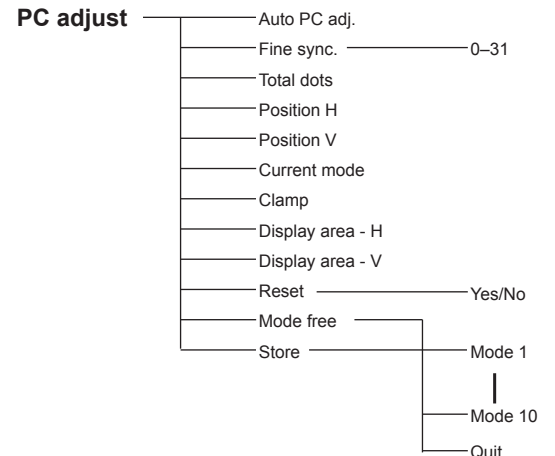 PC adjust
Auto PC adj.
Fine sync. 0–31
Total dots
Position H
Position V
Current mode
Clamp
Display area - H
Display area - V
Reset Yes/No
Mode free
Store Mode 1
Mode 10
Quit